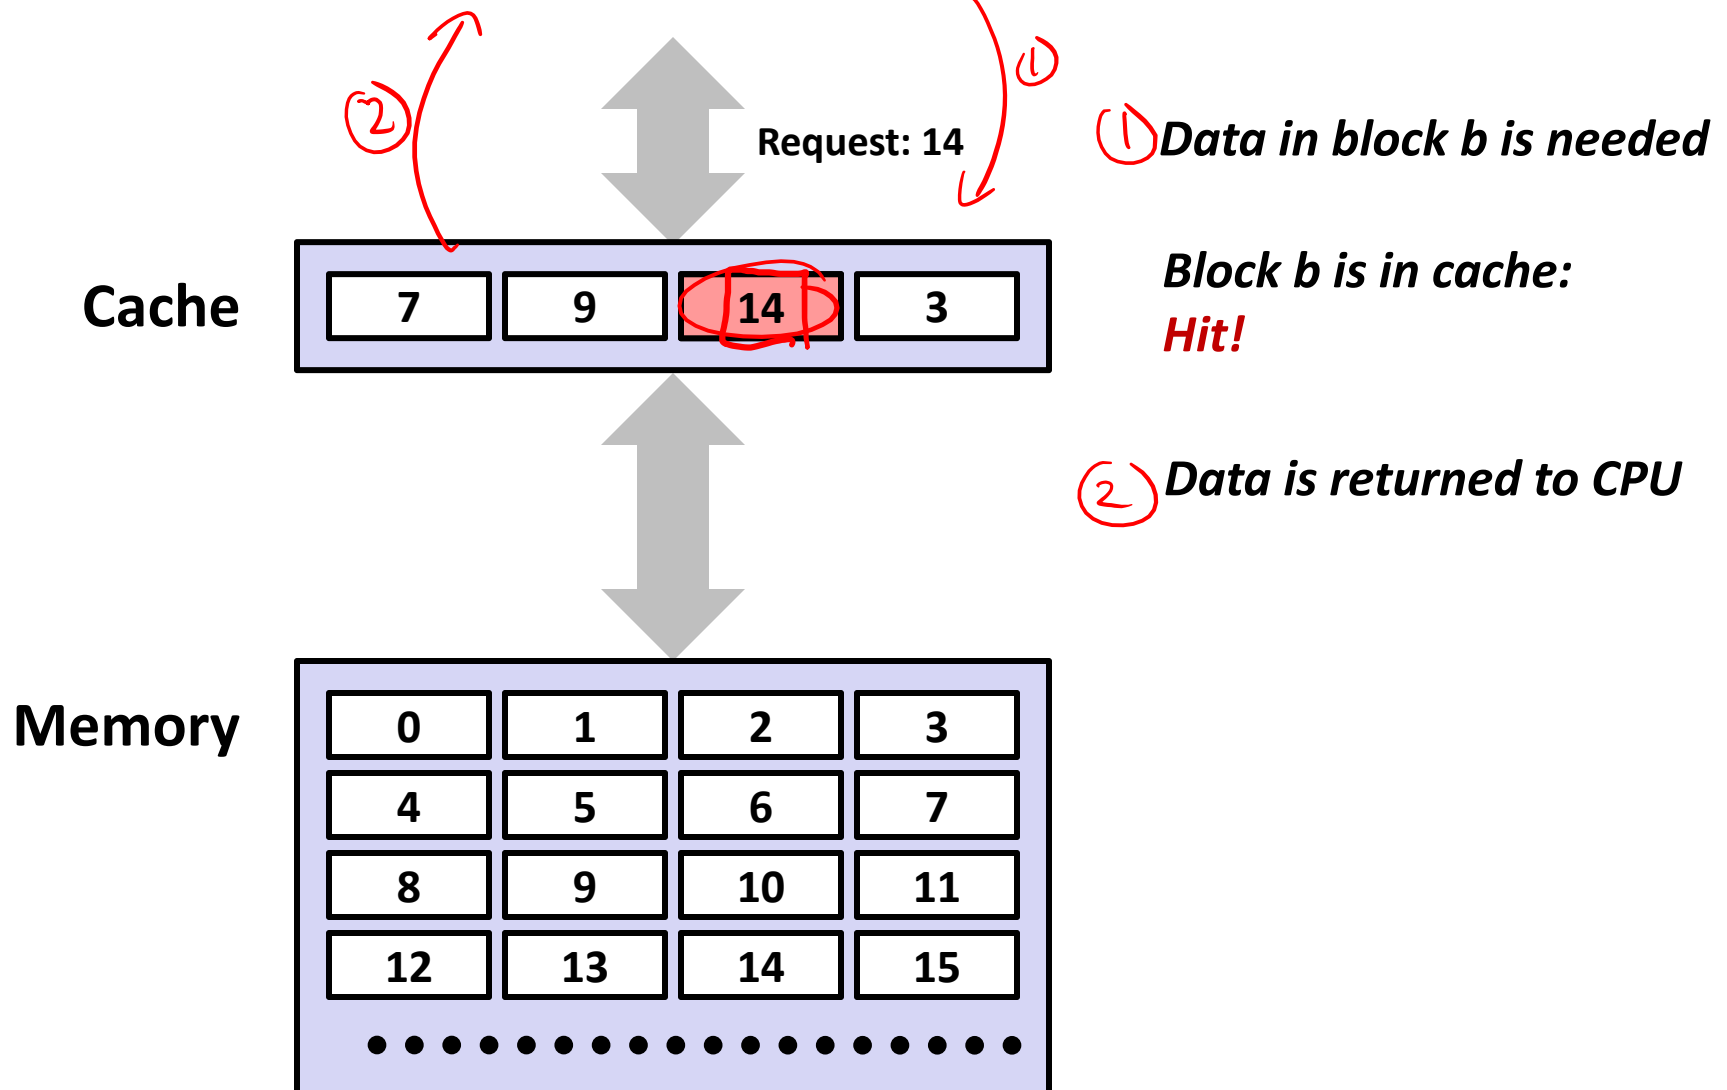 ②
①
Request: 14
① Data in block b is needed
Cache
7 9 14 3
Block b is in cache:
Hit!
② Data is returned to CPU
Memory
0 1 2 3
4 5 6 7
8 9 10 11
12 13 14 15